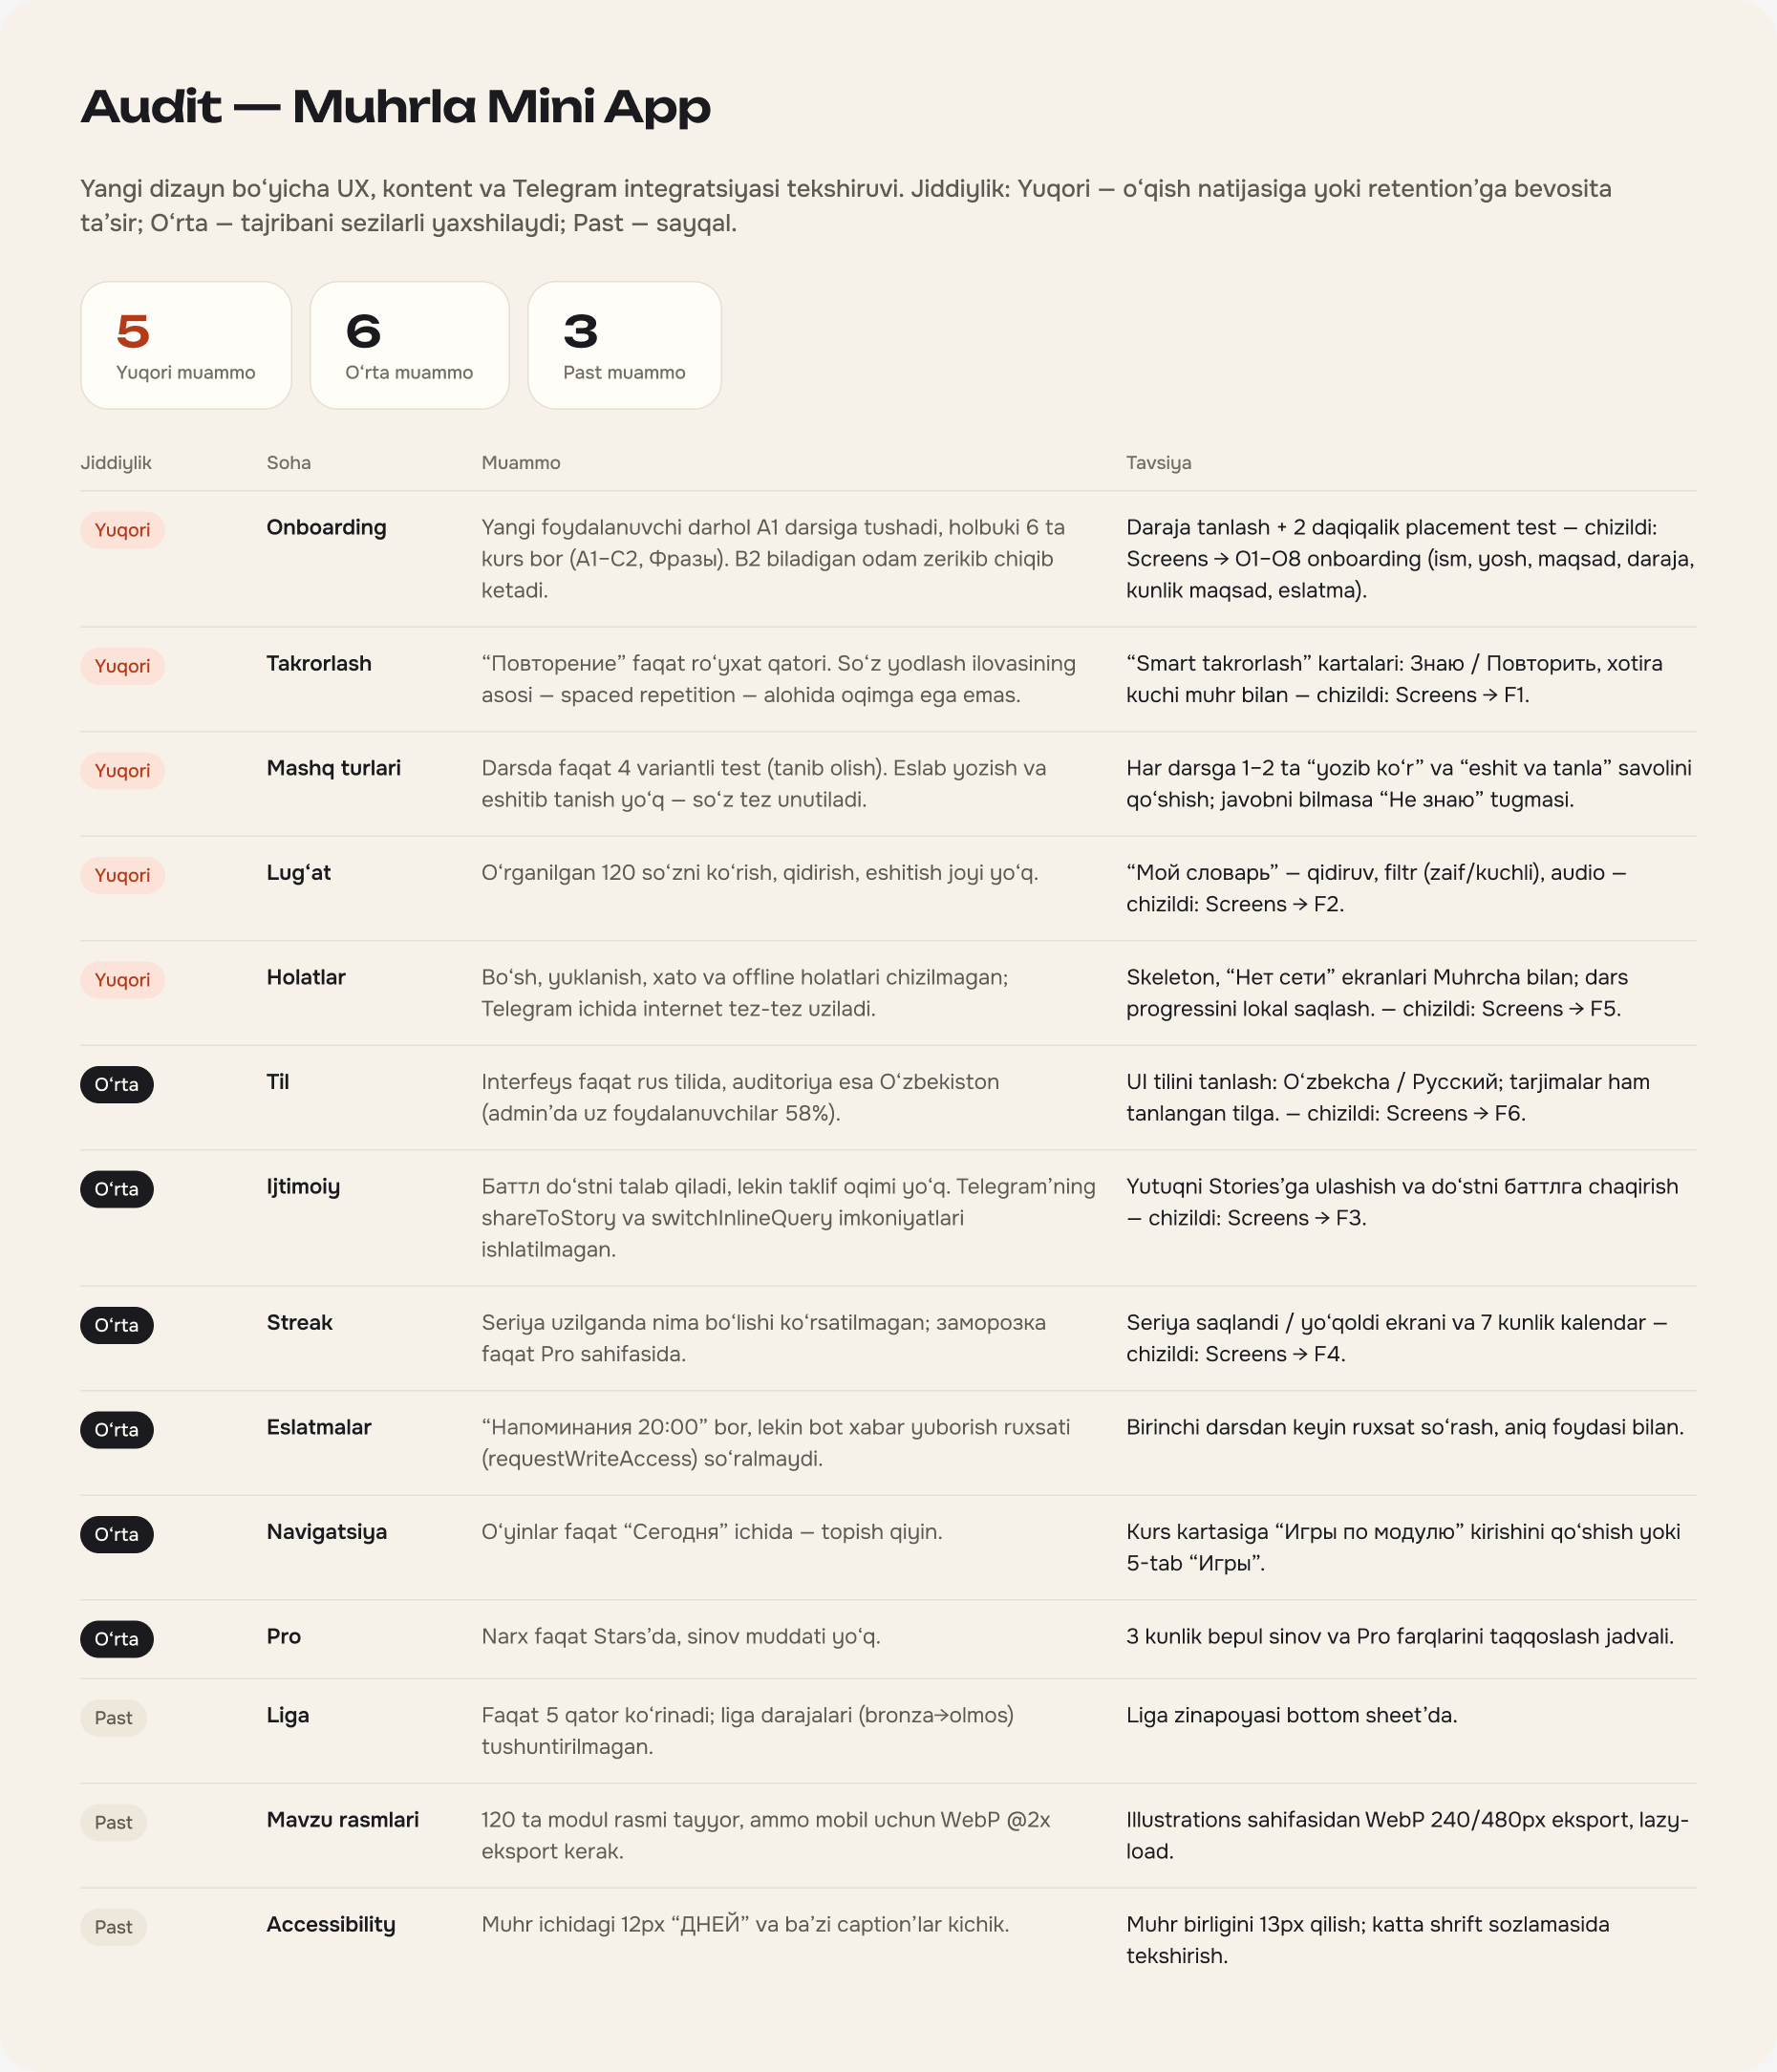 Audit — Muhrla Mini App
Yangi dizayn bo‘yicha UX, kontent va Telegram integratsiyasi tekshiruvi. Jiddiylik: Yuqori — o‘qish natijasiga yoki retention’ga bevosita
ta’sir; O‘rta — tajribani sezilarli yaxshilaydi; Past — sayqal.
5
Yuqori muammo
6
O‘rta muammo
3
Past muammo
Jiddiylik
Soha
Muammo
Tavsiya
Yuqori
Onboarding
Yangi foydalanuvchi darhol A1 darsiga tushadi, holbuki 6 ta
kurs bor (A1–C2, Фразы). B2 biladigan odam zerikib chiqib
ketadi.
Daraja tanlash + 2 daqiqalik placement test — chizildi:
Screens → O1–O8 onboarding (ism, yosh, maqsad, daraja,
kunlik maqsad, eslatma).
Yuqori
Takrorlash
“Повторение” faqat ro‘yxat qatori. So‘z yodlash ilovasining
asosi — spaced repetition — alohida oqimga ega emas.
“Smart takrorlash” kartalari: Знаю / Повторить, xotira
kuchi muhr bilan — chizildi: Screens → F1.
Yuqori
Mashq turlari
Darsda faqat 4 variantli test (tanib olish). Eslab yozish va
eshitib tanish yo‘q — so‘z tez unutiladi.
Har darsga 1–2 ta “yozib ko‘r” va “eshit va tanla” savolini
qo‘shish; javobni bilmasa “Не знаю” tugmasi.
Yuqori
Lug‘at
O‘rganilgan 120 so‘zni ko‘rish, qidirish, eshitish joyi yo‘q.
“Мой словарь” — qidiruv, filtr (zaif/kuchli), audio —
chizildi: Screens → F2.
Yuqori
Holatlar
Bo‘sh, yuklanish, xato va offline holatlari chizilmagan;
Telegram ichida internet tez-tez uziladi.
Skeleton, “Нет сети” ekranlari Muhrcha bilan; dars
progressini lokal saqlash. — chizildi: Screens → F5.
O‘rta
Til
Interfeys faqat rus tilida, auditoriya esa O‘zbekiston
(admin’da uz foydalanuvchilar 58%).
UI tilini tanlash: O‘zbekcha / Русский; tarjimalar ham
tanlangan tilga. — chizildi: Screens → F6.
O‘rta
Ijtimoiy
Баттл do‘stni talab qiladi, lekin taklif oqimi yo‘q. Telegram’ning
shareToStory va switchInlineQuery imkoniyatlari
ishlatilmagan.
Yutuqni Stories’ga ulashish va do‘stni баттлга chaqirish
— chizildi: Screens → F3.
O‘rta
Streak
Seriya uzilganda nima bo‘lishi ko‘rsatilmagan; заморозка
faqat Pro sahifasida.
Seriya saqlandi / yo‘qoldi ekrani va 7 kunlik kalendar —
chizildi: Screens → F4.
O‘rta
Eslatmalar
“Напоминания 20:00” bor, lekin bot xabar yuborish ruxsati
(requestWriteAccess) so‘ralmaydi.
Birinchi darsdan keyin ruxsat so‘rash, aniq foydasi bilan.
O‘rta
Navigatsiya
O‘yinlar faqat “Сегодня” ichida — topish qiyin.
Kurs kartasiga “Игры по модулю” kirishini qo‘shish yoki
5-tab “Игры”.
O‘rta
Pro
Narx faqat Stars’da, sinov muddati yo‘q.
3 kunlik bepul sinov va Pro farqlarini taqqoslash jadvali.
Past
Liga
Faqat 5 qator ko‘rinadi; liga darajalari (bronza→olmos)
tushuntirilmagan.
Liga zinapoyasi bottom sheet’da.
Past
Mavzu rasmlari
120 ta modul rasmi tayyor, ammo mobil uchun WebP @2x
eksport kerak.
Illustrations sahifasidan WebP 240/480px eksport, lazy-
load.
Past
Accessibility
Muhr ichidagi 12px “ДНЕЙ” va ba’zi caption’lar kichik.
Muhr birligini 13px qilish; katta shrift sozlamasida
tekshirish.